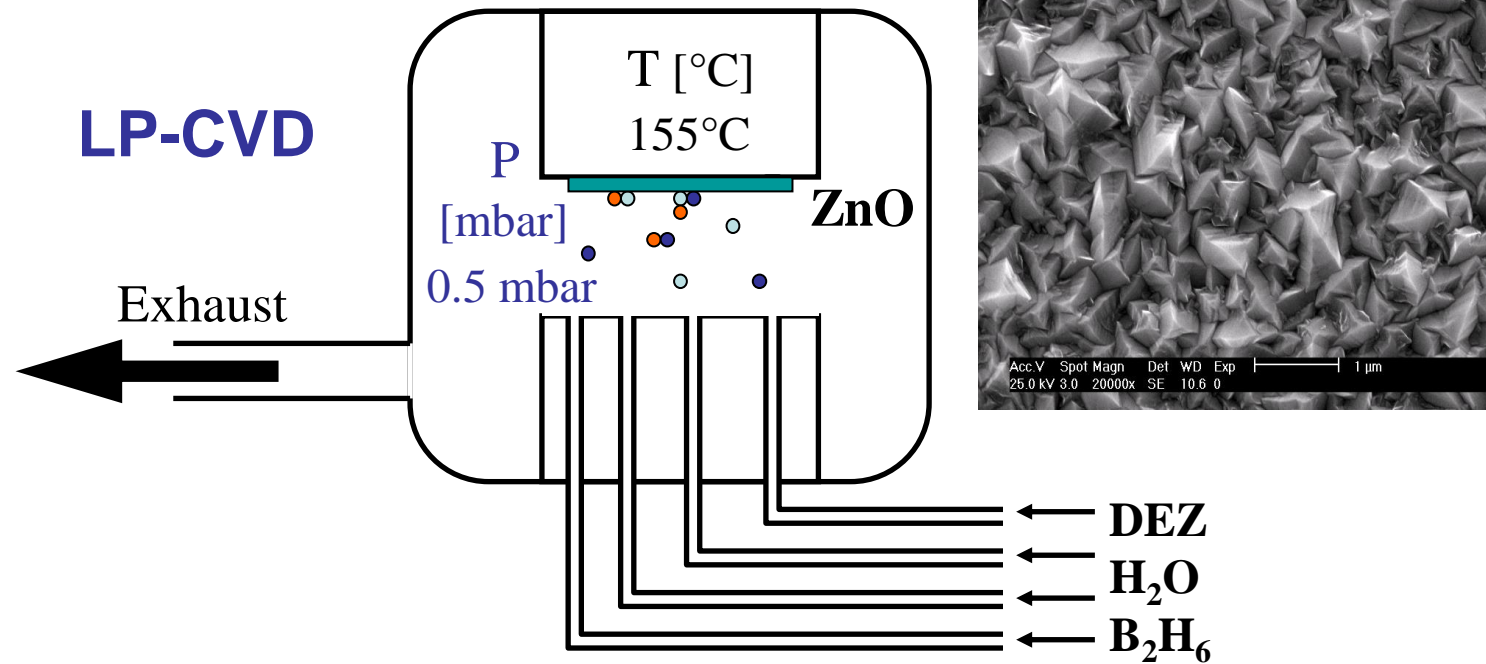 LP-CVD
T [°C]
155°C
P
[mbar]
0.5 mbar
ZnO
Exhaust
DEZ
H₂O
B₂H₆
Acc.V Spot Magn Det WD Exp 1 µm
25.0 kV 3.0 20000x SE 10.6 0